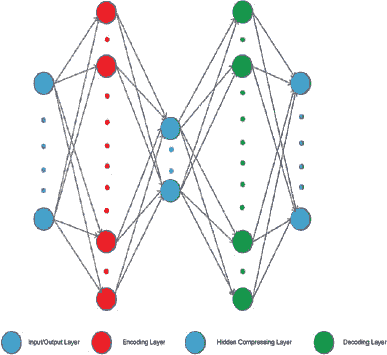 Input/Output Layer
Encoding Layer
Hidden Compressing Layer
Decoding Layer